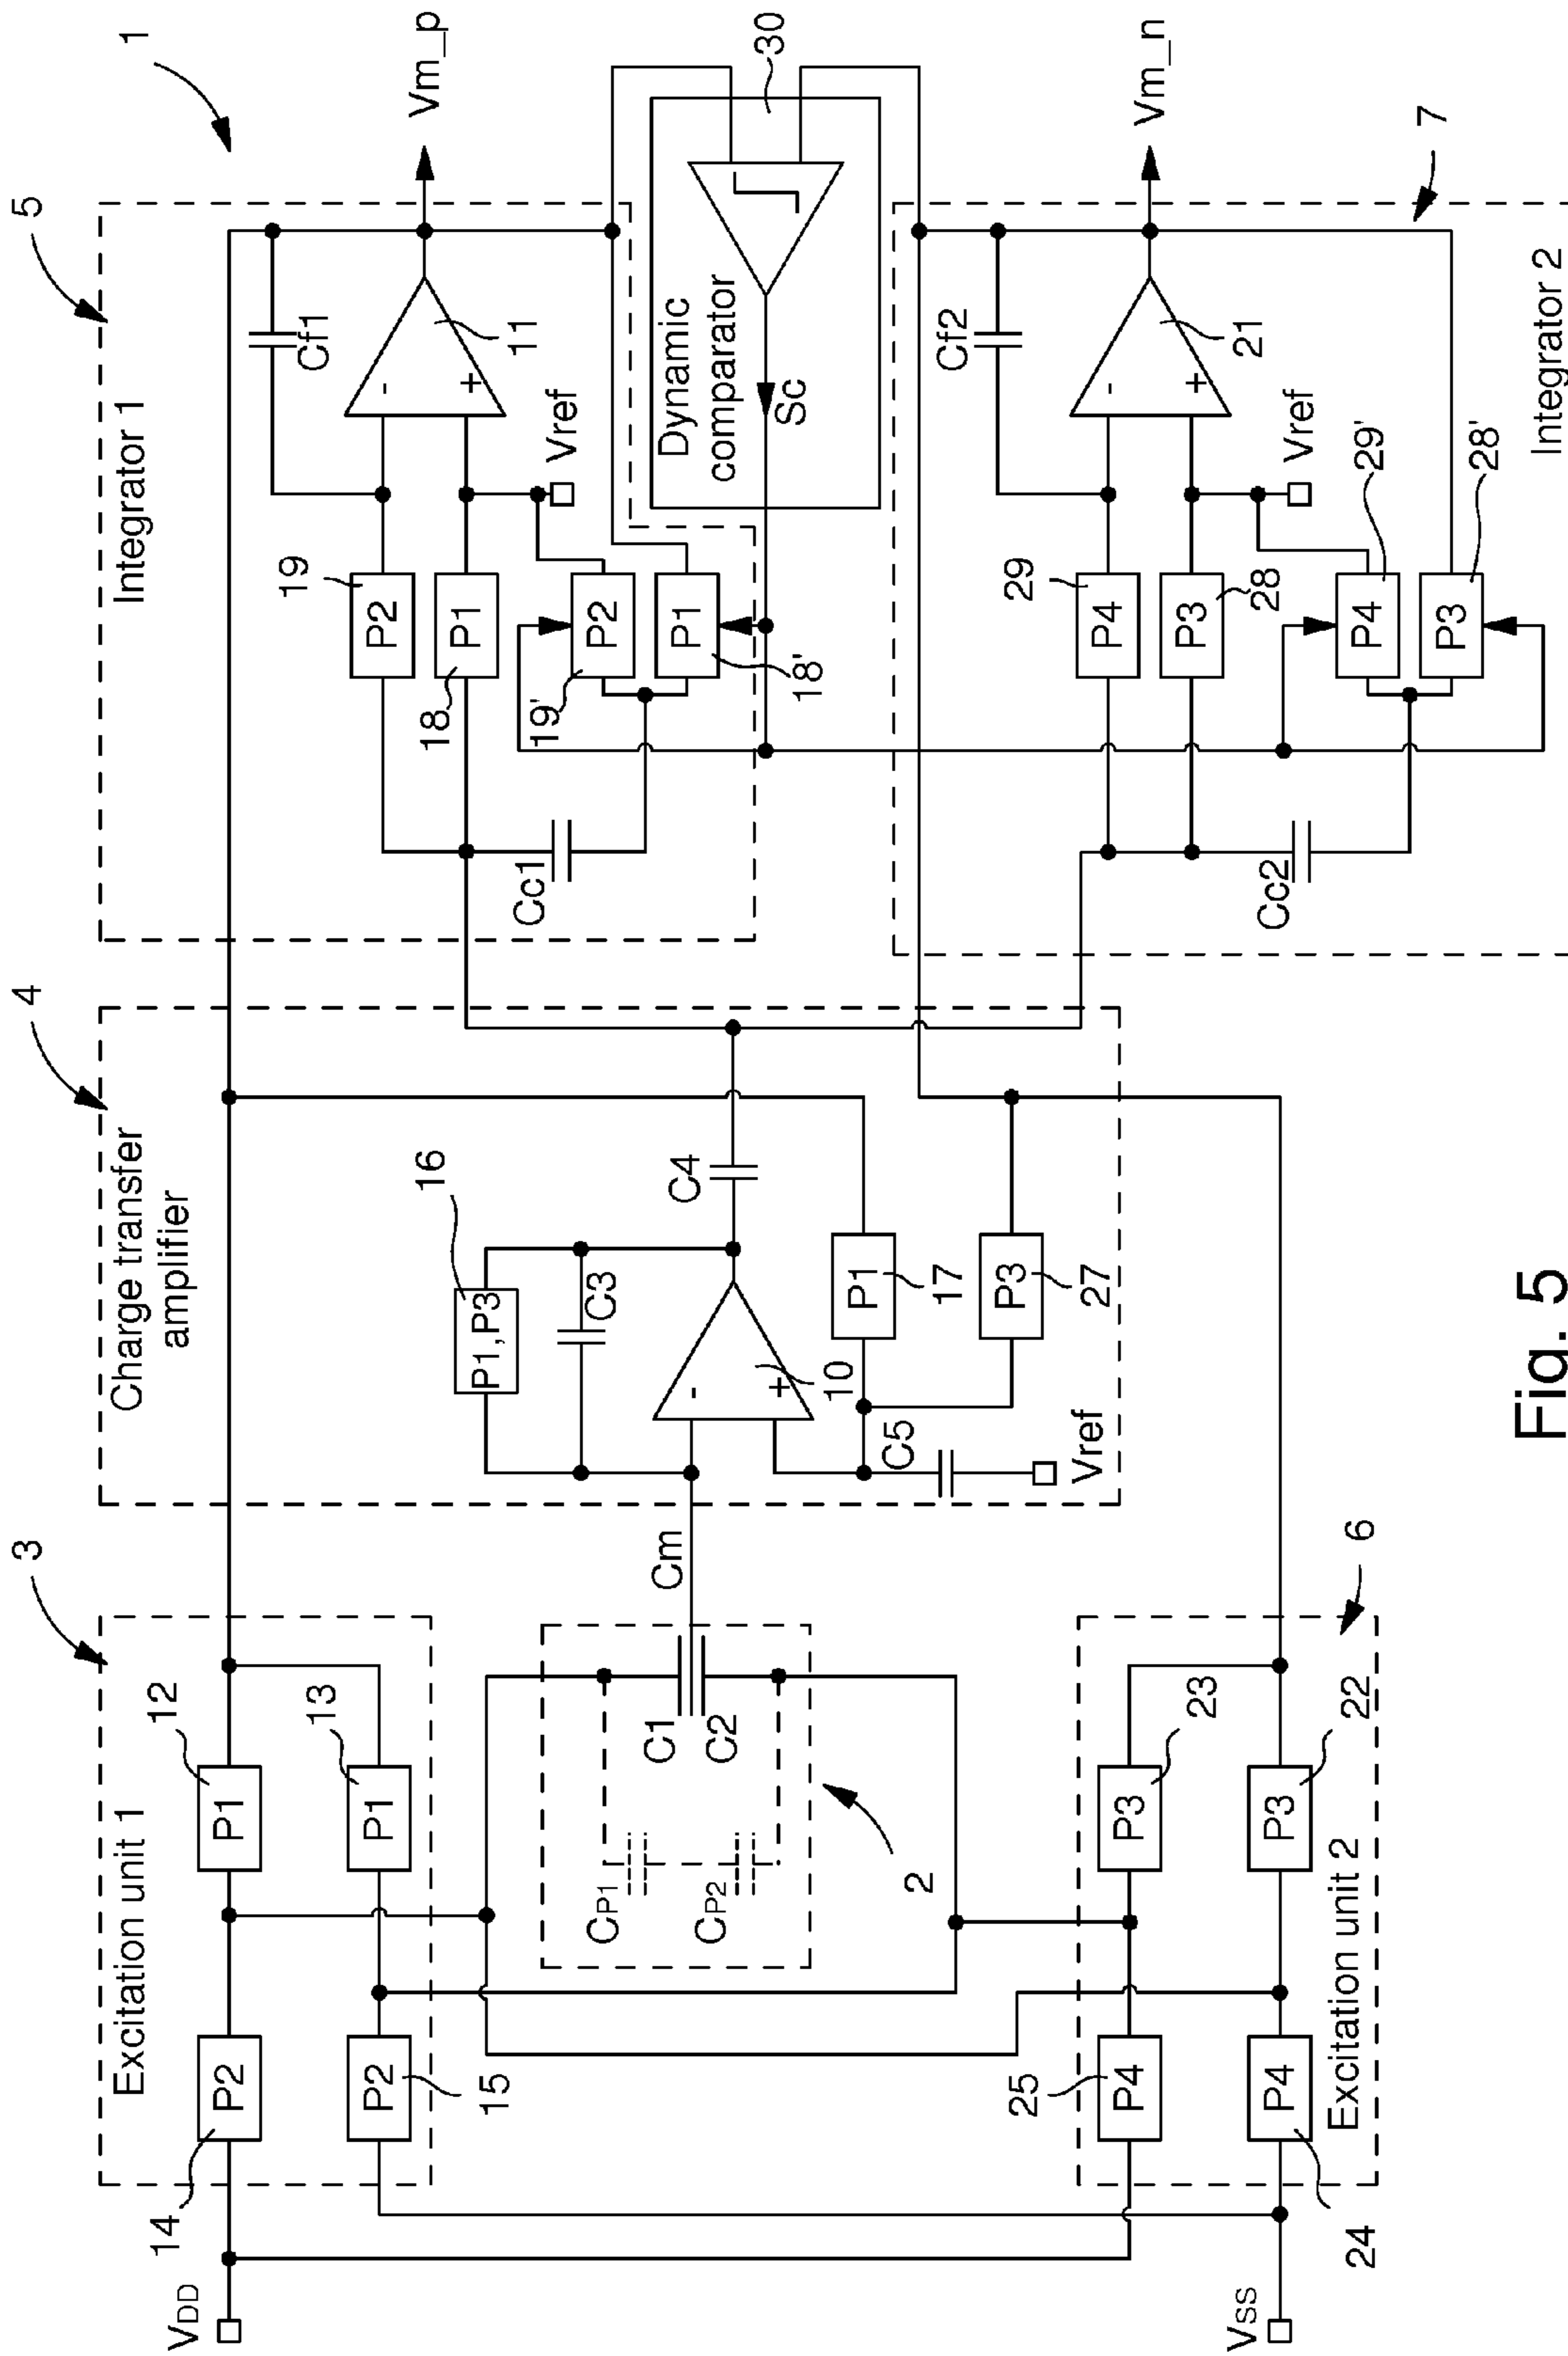 1
5
Integrator 1
Cf1
11
-
+
Vref
Vm_p
19
P2
P1
18
P2
19'
P1
18'
Cc1
Dynamic
comparator
30
Sc
7
Integrator 2
Cf2
21
-
+
Vref
Vm_n
29
P4
P3
28
P4
29'
P3
28'
Cc2
4
Charge transfer
amplifier
16
P1,P3
C3
C4
-
+
10
P1
17
P3
27
C5
Vref
3
Excitation unit 1
12
P1
13
P1
14
P2
P2
15
VDD
Cm
C1
C2
CP1
CP2
2
6
Excitation unit 2
23
P3
22
P3
25
P4
P4
24
VSS
Fig. 5